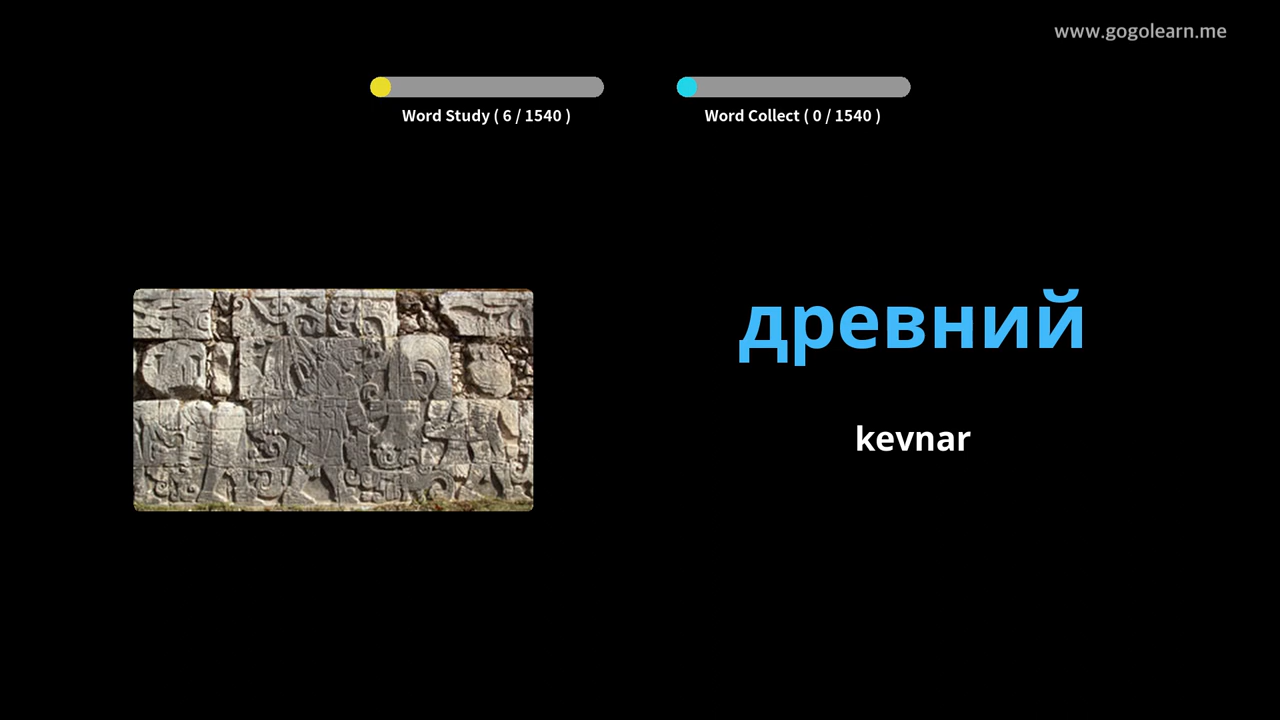 www.gogolearn.me
Word Study ( 6 / 1540 )
Word Collect ( 0 / 1540 )
древний
kevnar